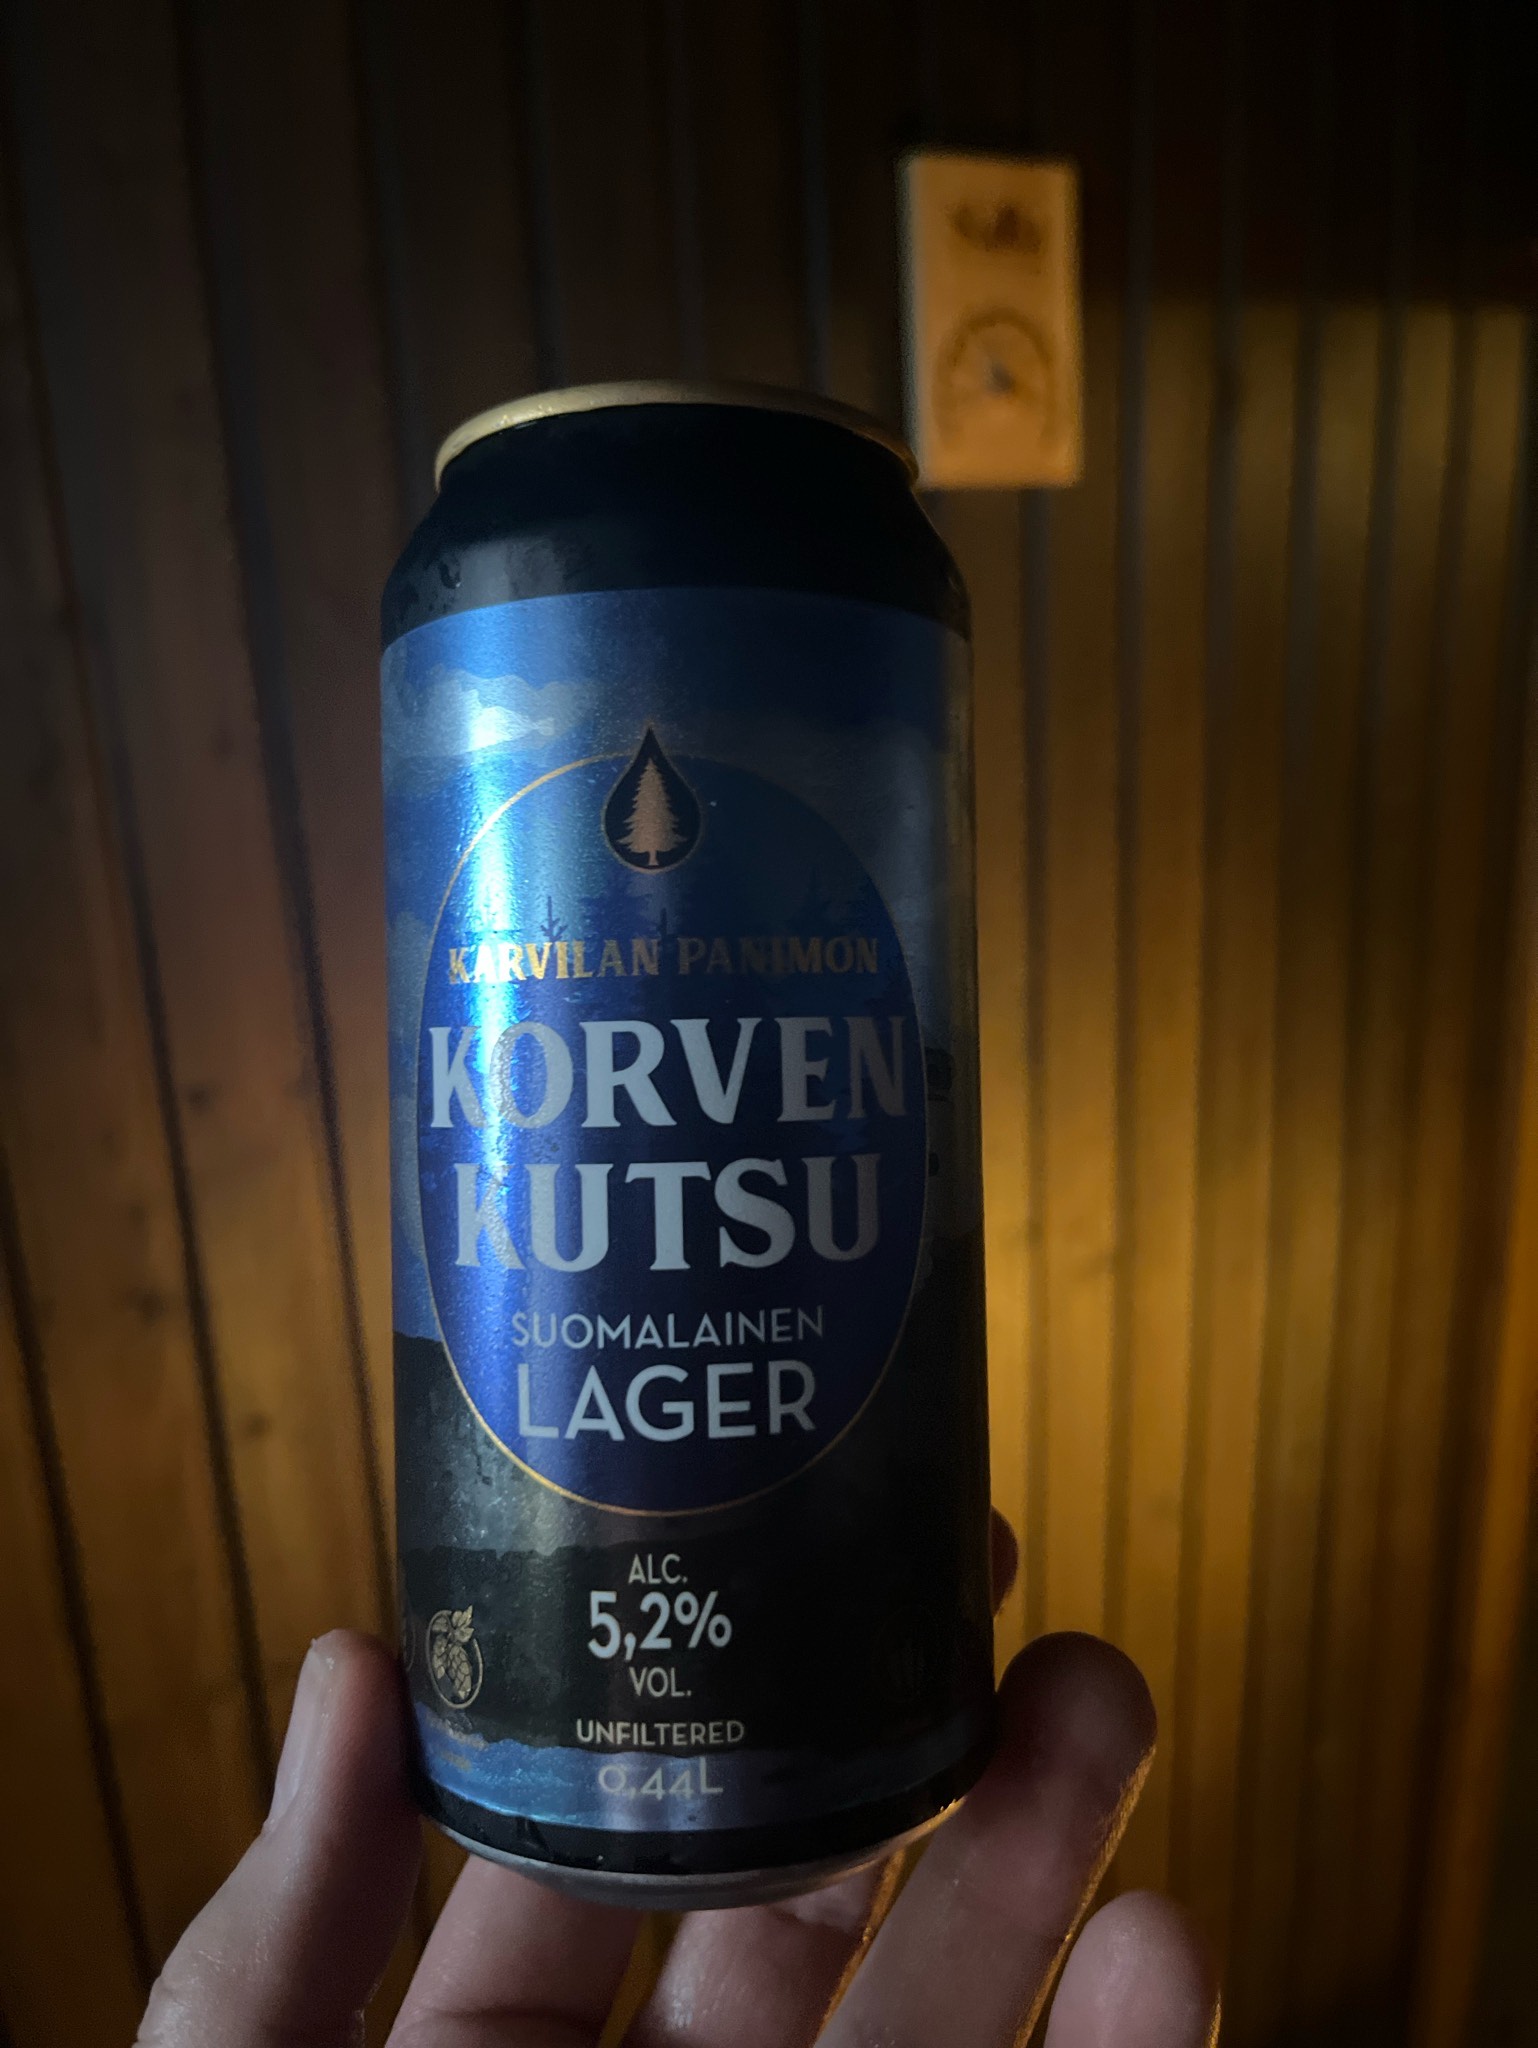 KARVILAN PANIMON
KORVEN
KUTSU
SUOMALAINEN
LAGER
ALC.
5,2%
VOL.
UNFILTERED
0,44L